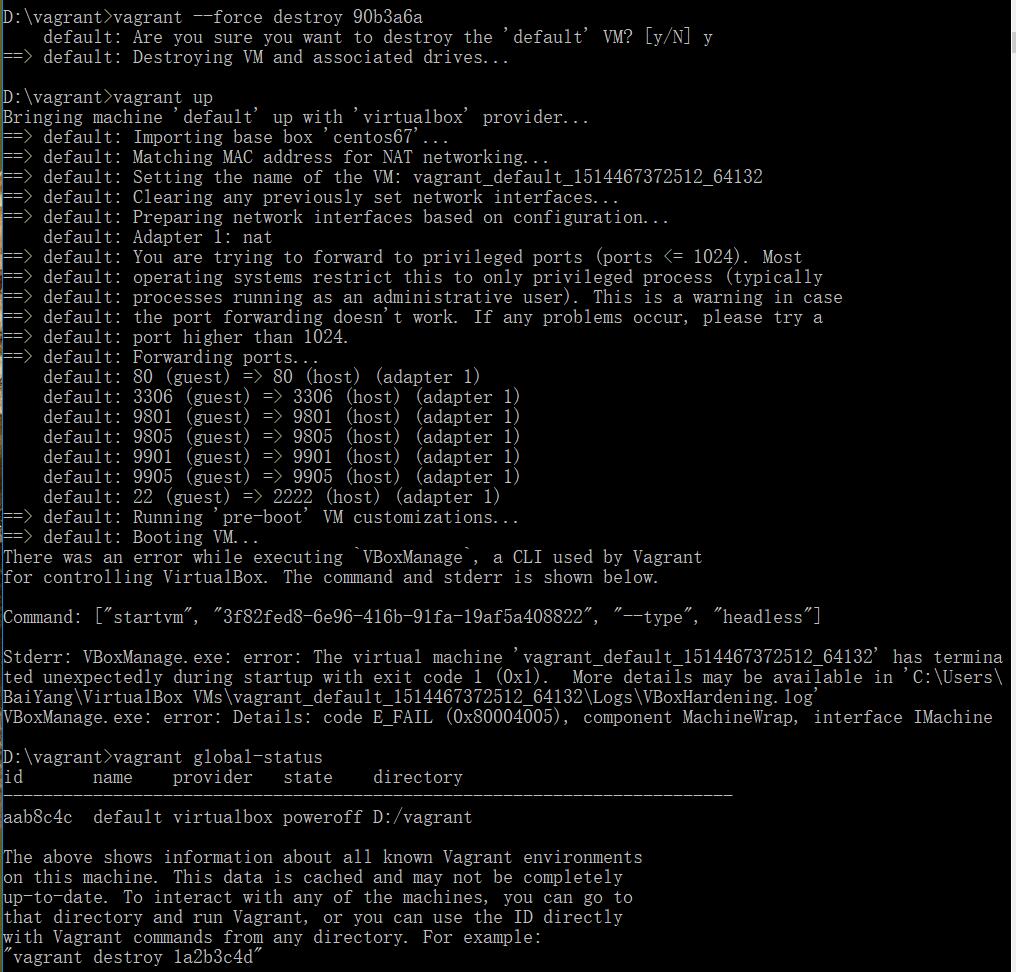 D:\vagrant>vagrant --force destroy 90b3a6a
    default: Are you sure you want to destroy the 'default' VM? [y/N] y
==> default: Destroying VM and associated drives...

D:\vagrant>vagrant up
Bringing machine 'default' up with 'virtualbox' provider...
==> default: Importing base box 'centos67'...
==> default: Matching MAC address for NAT networking...
==> default: Setting the name of the VM: vagrant_default_1514467372512_64132
==> default: Clearing any previously set network interfaces...
==> default: Preparing network interfaces based on configuration...
    default: Adapter 1: nat
==> default: You are trying to forward to privileged ports (ports <= 1024). Most
==> default: operating systems restrict this to only privileged process (typically
==> default: processes running as an administrative user). This is a warning in case
==> default: the port forwarding doesn't work. If any problems occur, please try a
==> default: port higher than 1024.
==> default: Forwarding ports...
    default: 80 (guest) => 80 (host) (adapter 1)
    default: 3306 (guest) => 3306 (host) (adapter 1)
    default: 9801 (guest) => 9801 (host) (adapter 1)
    default: 9805 (guest) => 9805 (host) (adapter 1)
    default: 9901 (guest) => 9901 (host) (adapter 1)
    default: 9905 (guest) => 9905 (host) (adapter 1)
    default: 22 (guest) => 2222 (host) (adapter 1)
==> default: Running 'pre-boot' VM customizations...
==> default: Booting VM...
There was an error while executing `VBoxManage`, a CLI used by Vagrant
for controlling VirtualBox. The command and stderr is shown below.

Command: ["startvm", "3f82fed8-6e96-416b-91fa-19af5a408822", "--type", "headless"]

Stderr: VBoxManage.exe: error: The virtual machine 'vagrant_default_1514467372512_64132' has termina
ted unexpectedly during startup with exit code 1 (0x1).  More details may be available in 'C:\Users\
BaiYang\VirtualBox VMs\vagrant_default_1514467372512_64132\Logs\VBoxHardening.log'
VBoxManage.exe: error: Details: code E_FAIL (0x80004005), component MachineWrap, interface IMachine

D:\vagrant>vagrant global-status
id       name    provider   state    directory
-------------------------------------------------------------------------
aab8c4c  default virtualbox poweroff D:/vagrant

The above shows information about all known Vagrant environments
on this machine. This data is cached and may not be completely
up-to-date. To interact with any of the machines, you can go to
that directory and run Vagrant, or you can use the ID directly
with Vagrant commands from any directory. For example:
"vagrant destroy 1a2b3c4d"